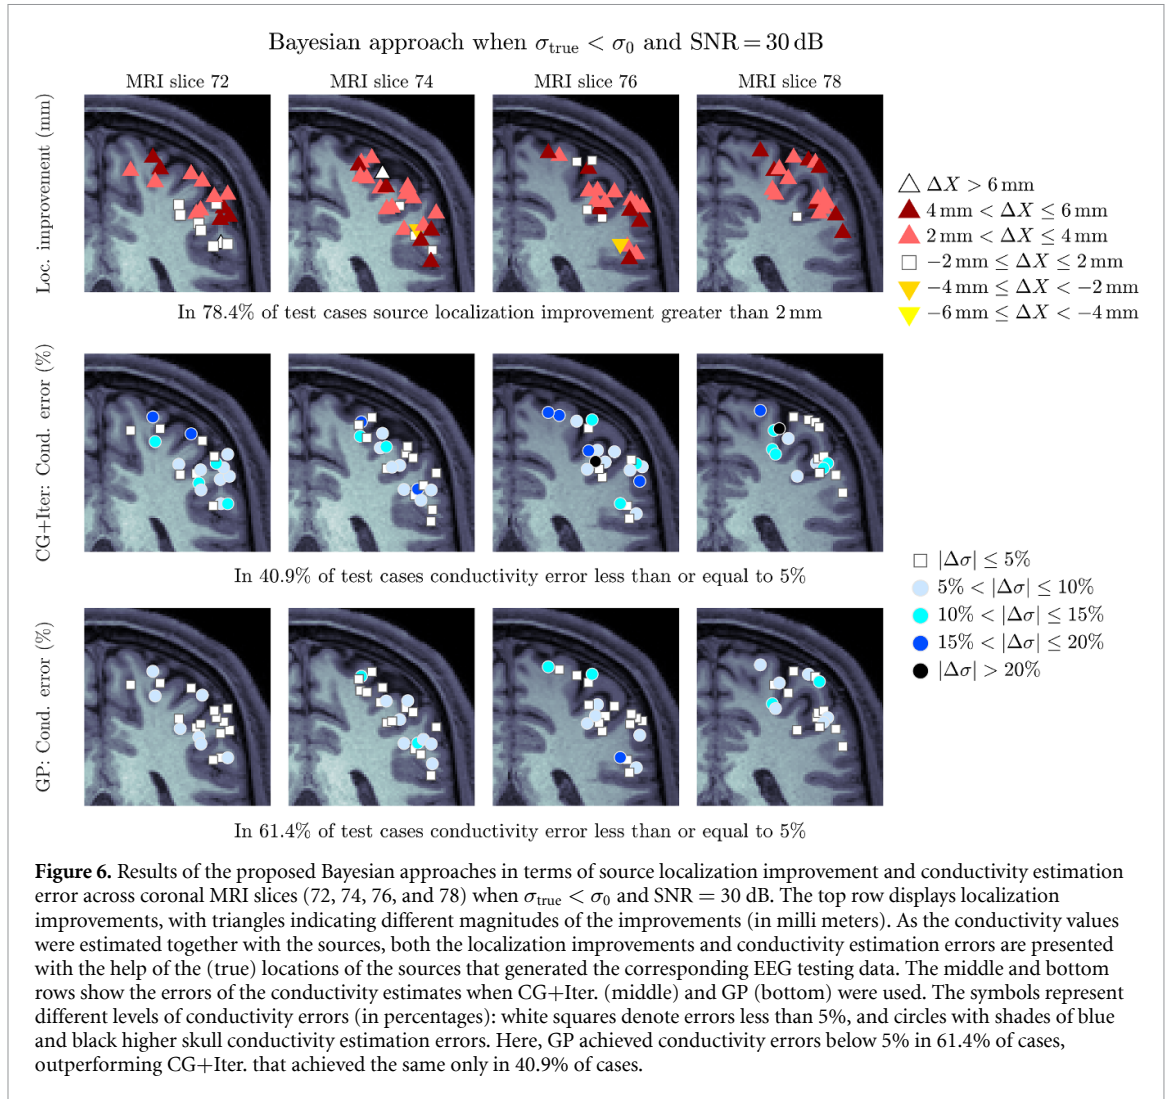 Bayesian approach when σtrue < σ0 and SNR = 30 dB
MRI slice 72
MRI slice 74
MRI slice 76
MRI slice 78
Loc. improvement (mm)
ΔX > 6 mm
4 mm < ΔX ≤ 6 mm
2 mm < ΔX ≤ 4 mm
−2 mm ≤ ΔX ≤ 2 mm
−4 mm ≤ ΔX < −2 mm
−6 mm ≤ ΔX < −4 mm
In 78.4% of test cases source localization improvement greater than 2 mm
CG+Iter: Cond. error (%)
In 40.9% of test cases conductivity error less than or equal to 5%
|Δσ| ≤ 5%
5% < |Δσ| ≤ 10%
10% < |Δσ| ≤ 15%
15% < |Δσ| ≤ 20%
|Δσ| > 20%
GP: Cond. error (%)
In 61.4% of test cases conductivity error less than or equal to 5%
Figure 6. Results of the proposed Bayesian approaches in terms of source localization improvement and conductivity estimation
error across coronal MRI slices (72, 74, 76, and 78) when σtrue < σ0 and SNR = 30 dB. The top row displays localization
improvements, with triangles indicating different magnitudes of the improvements (in milli meters). As the conductivity values
were estimated together with the sources, both the localization improvements and conductivity estimation errors are presented
with the help of the (true) locations of the sources that generated the corresponding EEG testing data. The middle and bottom
rows show the errors of the conductivity estimates when CG+Iter. (middle) and GP (bottom) were used. The symbols represent
different levels of conductivity errors (in percentages): white squares denote errors less than 5%, and circles with shades of blue
and black higher skull conductivity estimation errors. Here, GP achieved conductivity errors below 5% in 61.4% of cases,
outperforming CG+Iter. that achieved the same only in 40.9% of cases.